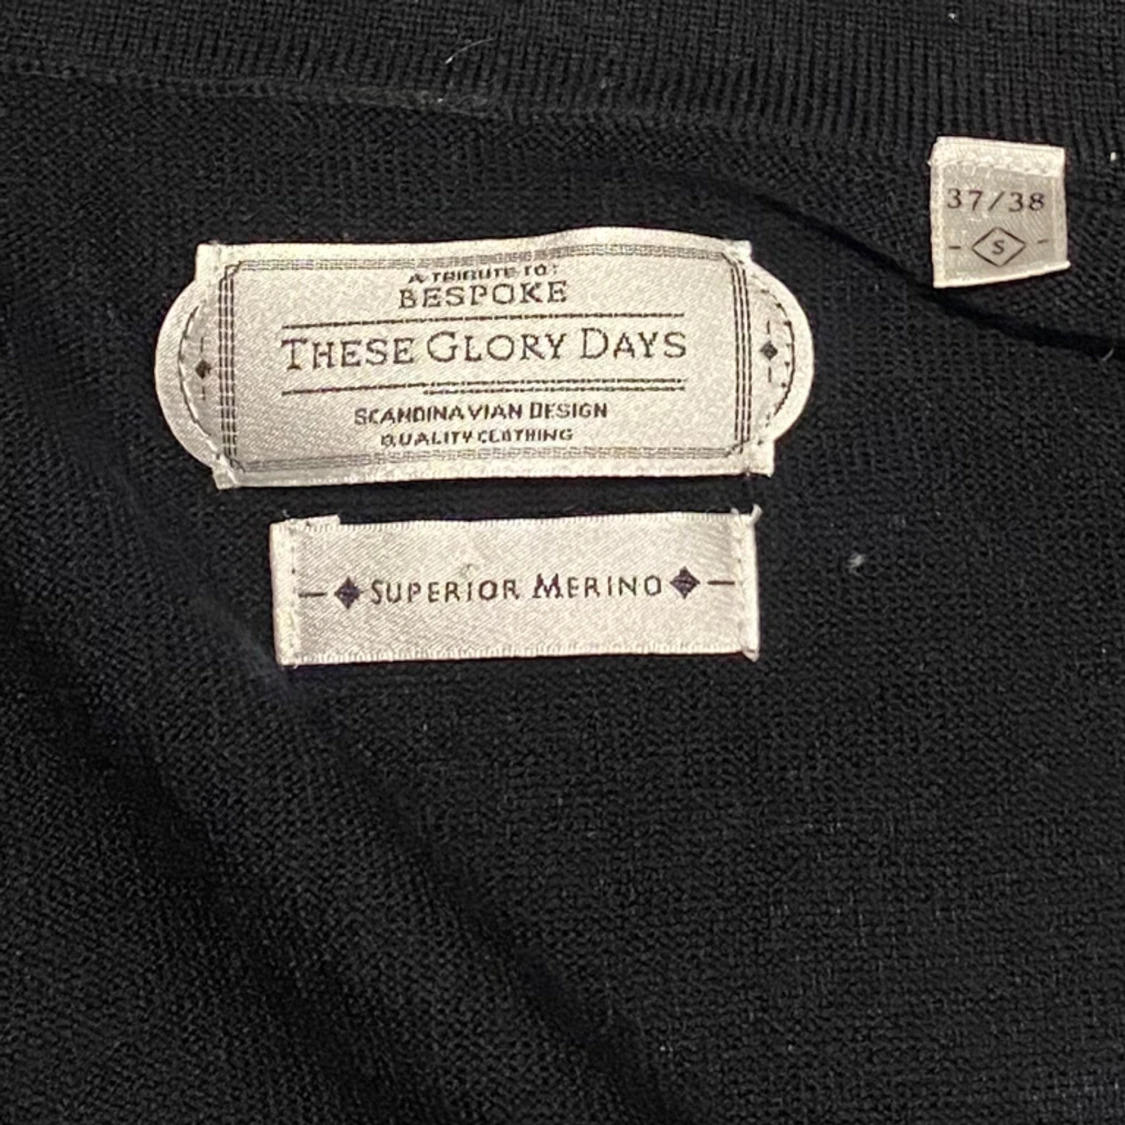 A TRIBUTE TO:
BESPOKE
THESE GLORY DAYS
SCANDINAVIAN DESIGN
QUALITY CLOTHING
SUPERIOR MERINO
37/38
S